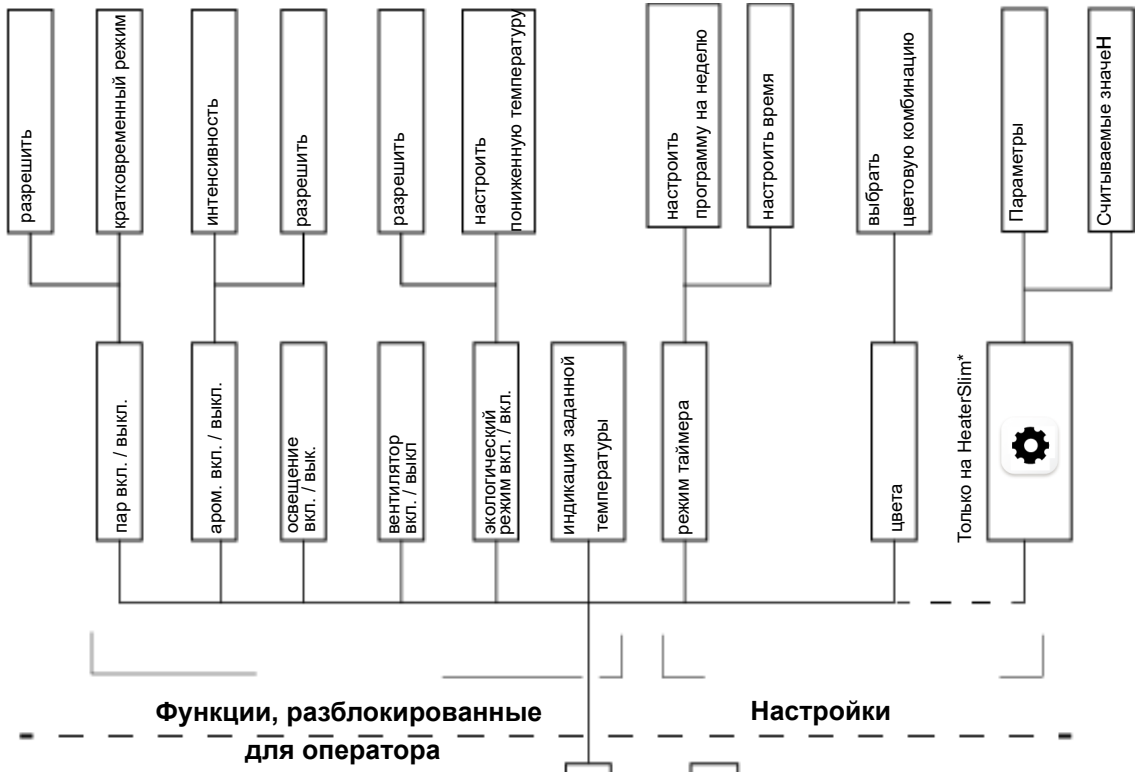 разрешить
кратковременный режим
интенсивность
разрешить
разрешить
настроить
пониженную температуру
настроить
программу на неделю
настроить время
выбрать
цветовую комбинацию
Параметры
Считываемые значеН
пар вкл. / выкл.
аром. вкл. / выкл.
освещение
вкл. / вык.
вентилятор
вкл. / выкл
экологический
режим вкл. / вкл.
индикация заданной
температуры
режим таймера
цвета
Только на HeaterSlim*
Функции, разблокированные
для оператора
Настройки